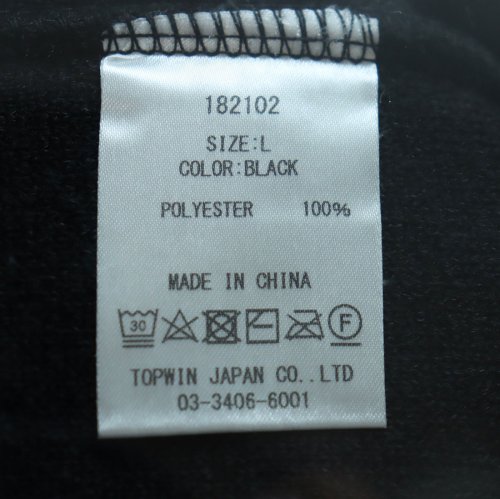 182102
SIZE:L
COLOR:BLACK
POLYESTER 100%
MADE IN CHINA
30 F
TOPWIN JAPAN CO..LTD
03-3406-6001